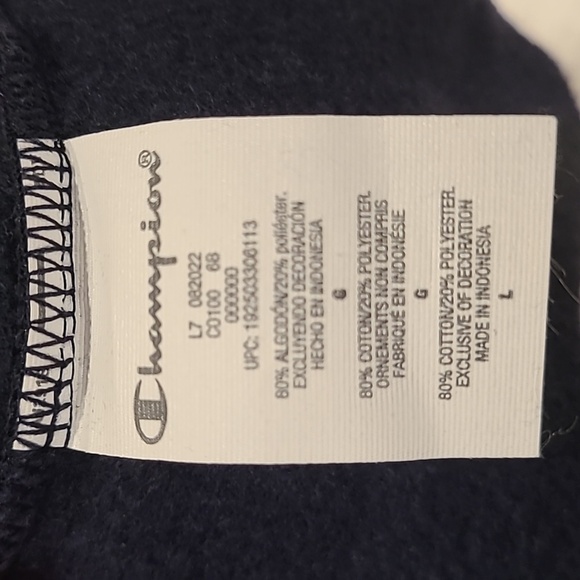 Champion®
L7 082022
C0100 68
000000
UPC: 192503306113
80% ALGODÓN/20% poliéster.
EXCLUYENDO DECORACIÓN
HECHO EN INDONESIA
G
80% COTON/20% POLYESTER.
ORNEMENTS NON COMPRIS
FABRIQUÉ EN INDONÉSIE
G
80% COTTON/20% POLYESTER.
EXCLUSIVE OF DECORATION
MADE IN INDONESIA
L